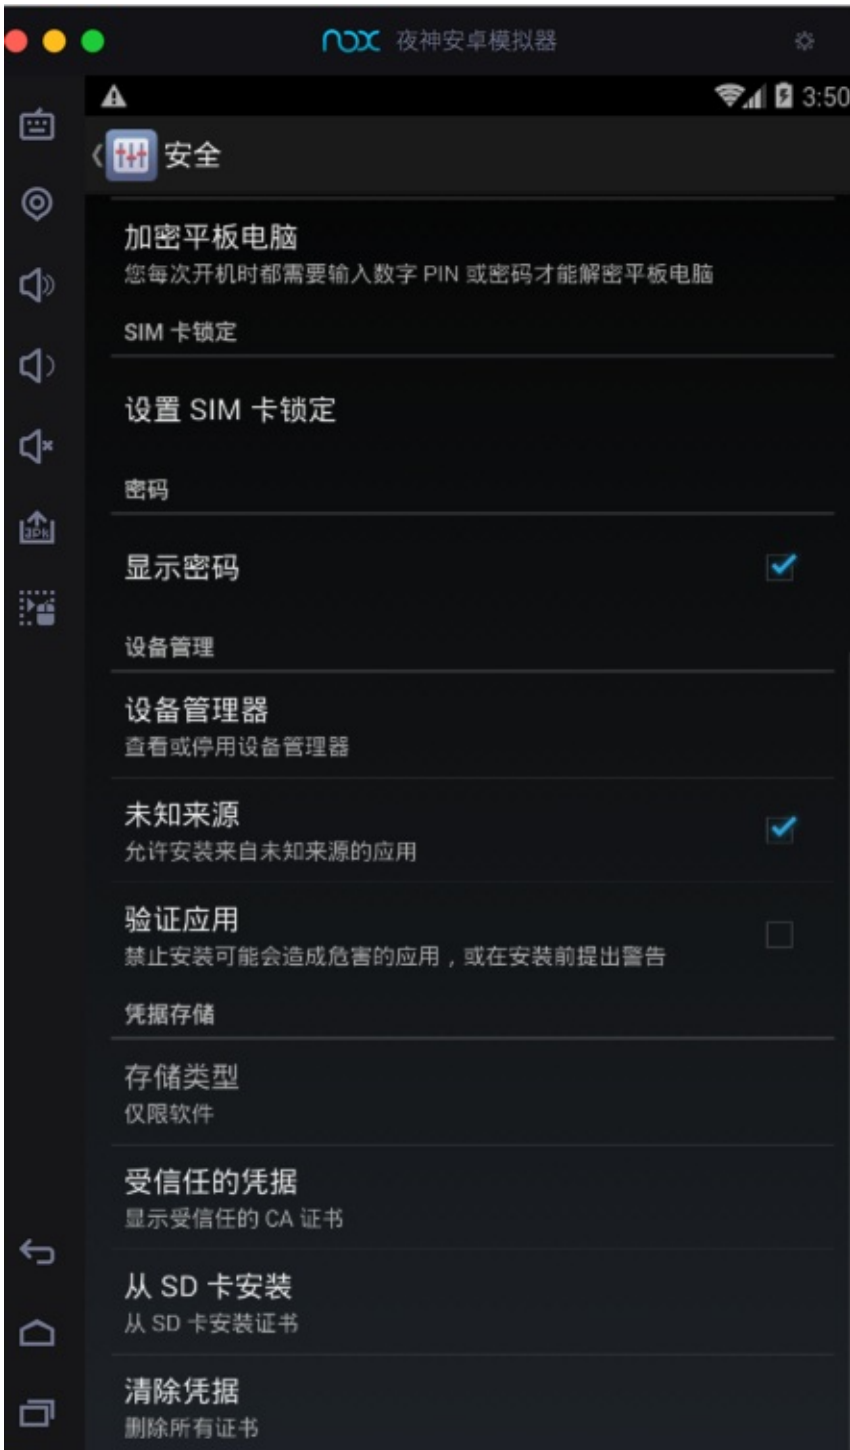 nox 夜神安卓模拟器
3:50
安全
加密平板电脑
您每次开机时都需要输入数字 PIN 或密码才能解密平板电脑
SIM 卡锁定
设置 SIM 卡锁定
密码
显示密码
设备管理
设备管理器
查看或停用设备管理器
未知来源
允许安装来自未知来源的应用
验证应用
禁止安装可能会造成危害的应用，或在安装前提出警告
凭据存储
存储类型
仅限软件
受信任的凭据
显示受信任的 CA 证书
从 SD 卡安装
从 SD 卡安装证书
清除凭据
删除所有证书